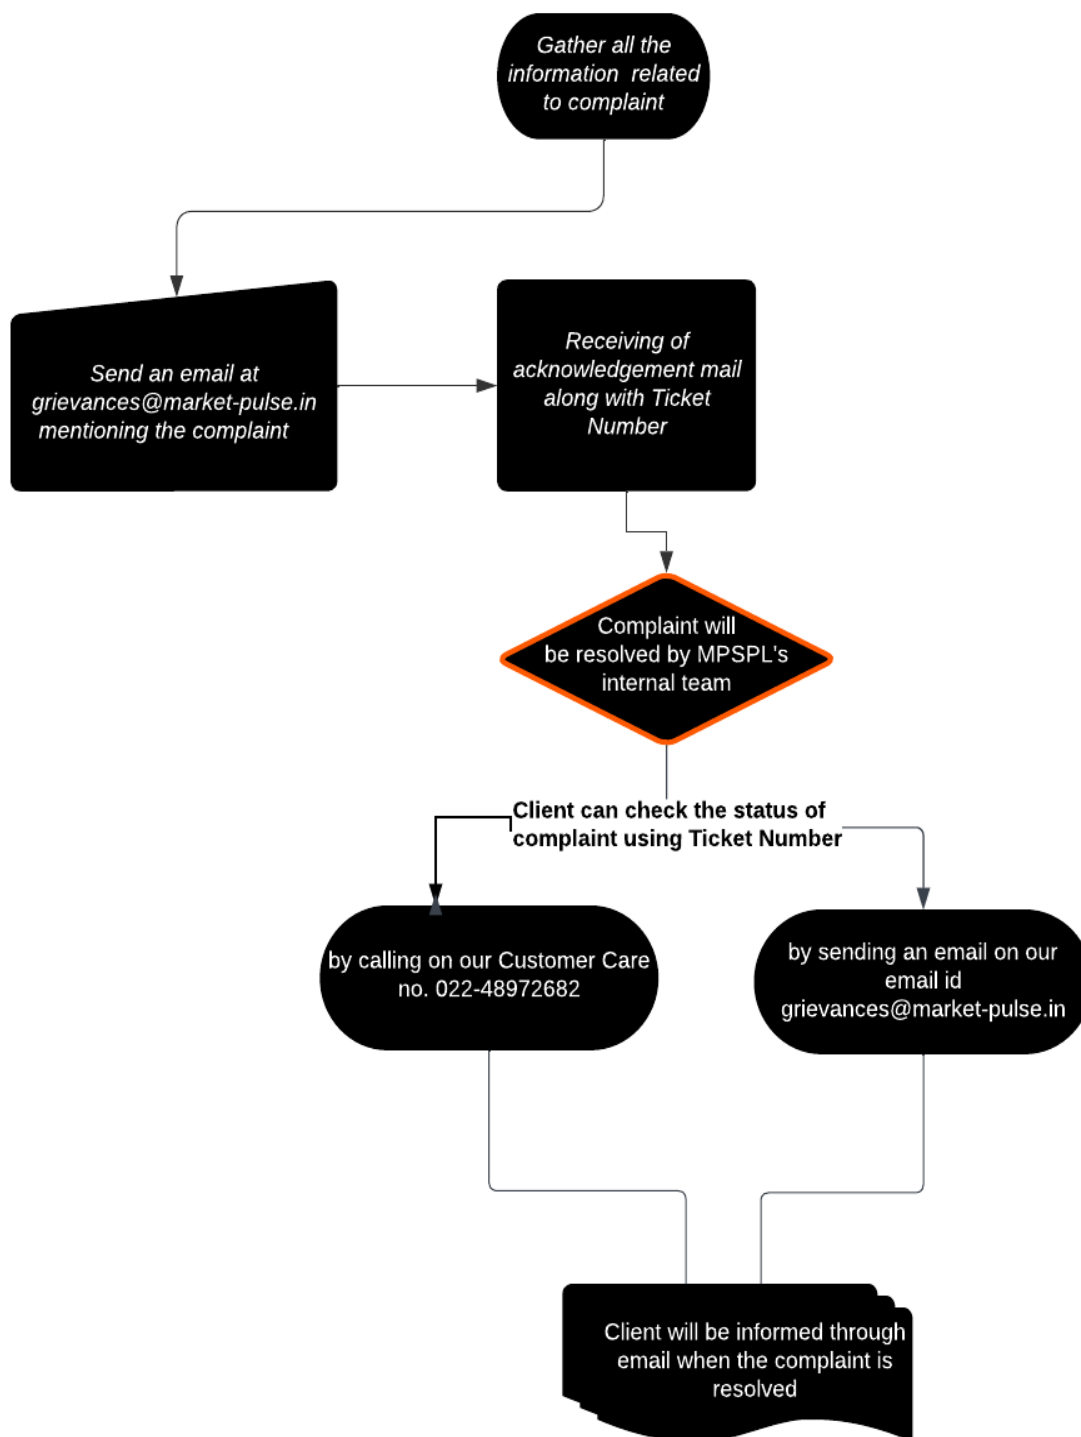 Gather all the
information related
to complaint
Send an email at
grievances@market-pulse.in
mentioning the complaint
Receiving of
acknowledgement mail
along with Ticket
Number
Complaint will
be resolved by MPSPL's
internal team
Client can check the status of
complaint using Ticket Number
by calling on our Customer Care
no. 022-48972682
by sending an email on our
email id
grievances@market-pulse.in
Client will be informed through
email when the complaint is
resolved